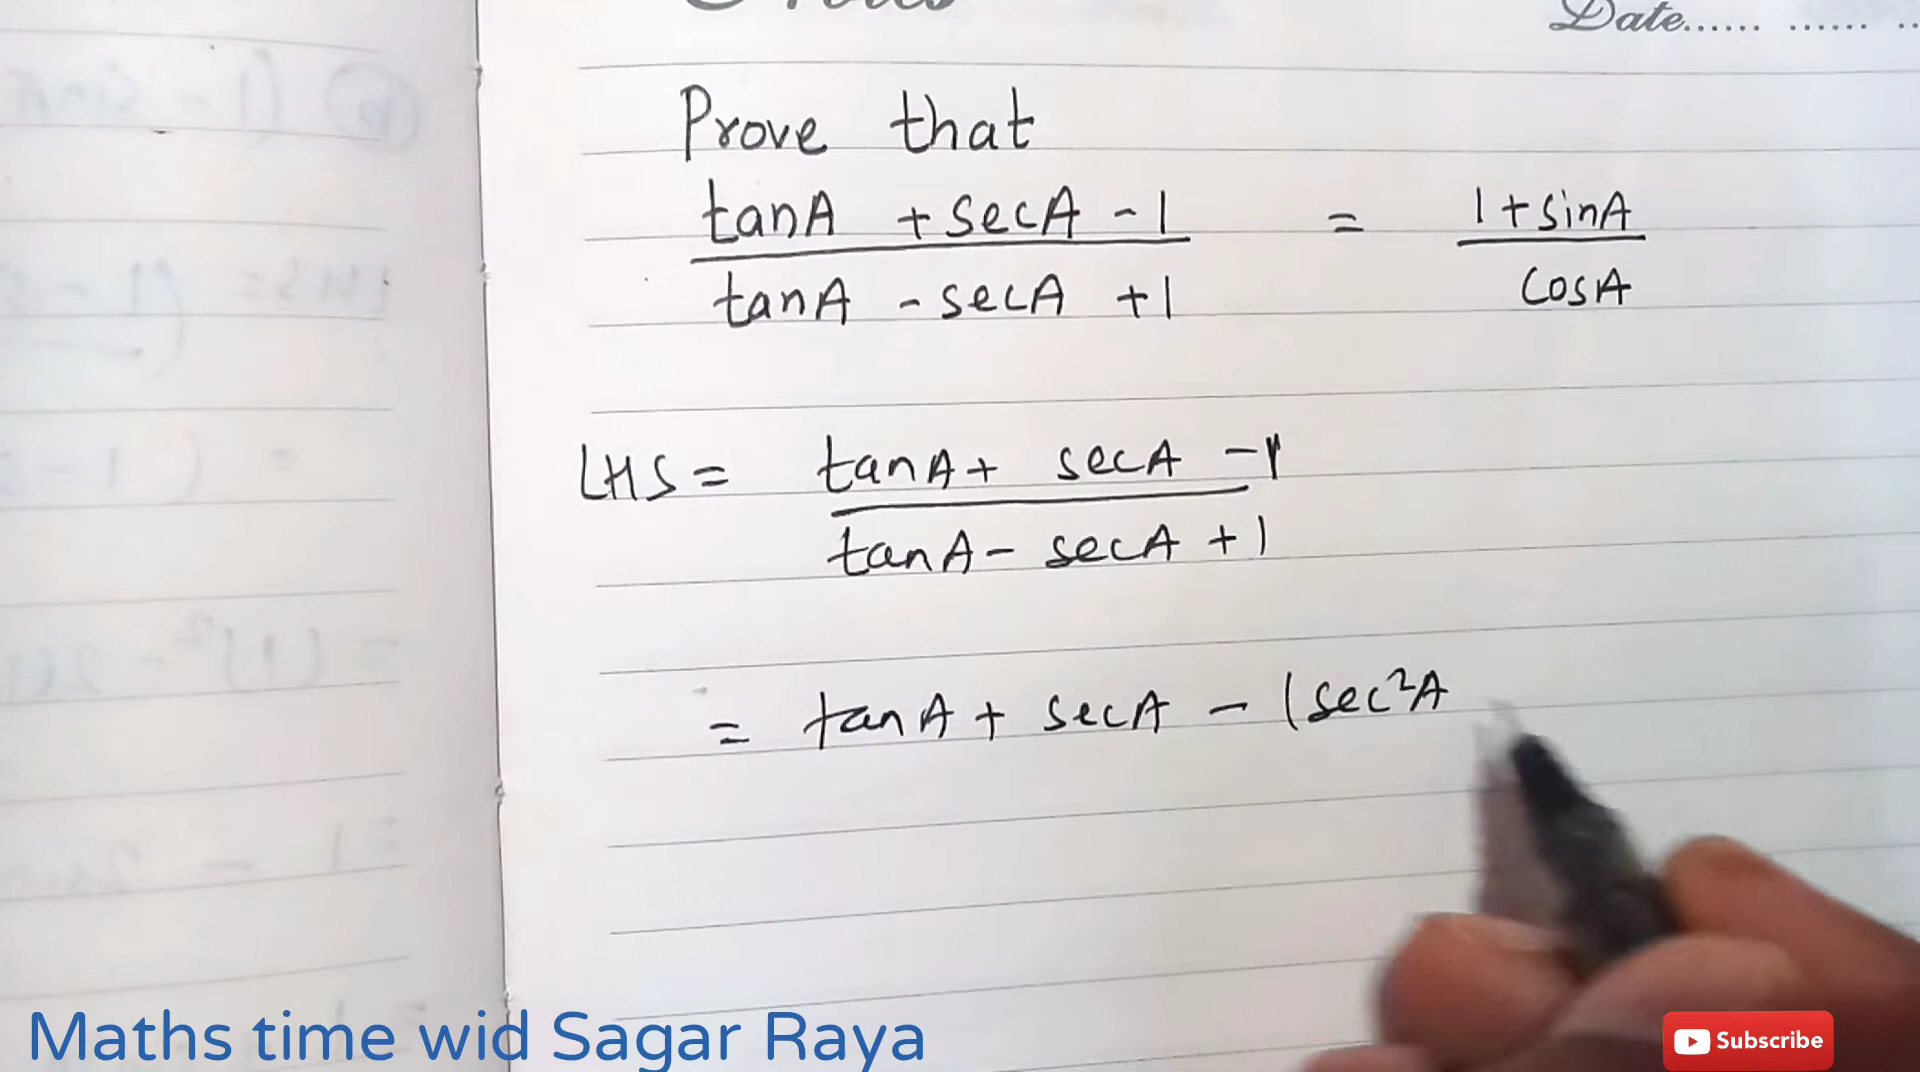 Date...... ...... ..
Prove that
tanA + secA - 1 = 1 + sinA
tanA - secA + 1 cosA
LHS = tanA + secA - 1
tanA - secA + 1
= tanA + secA - (sec²A
Maths time wid Sagar Raya
Subscribe